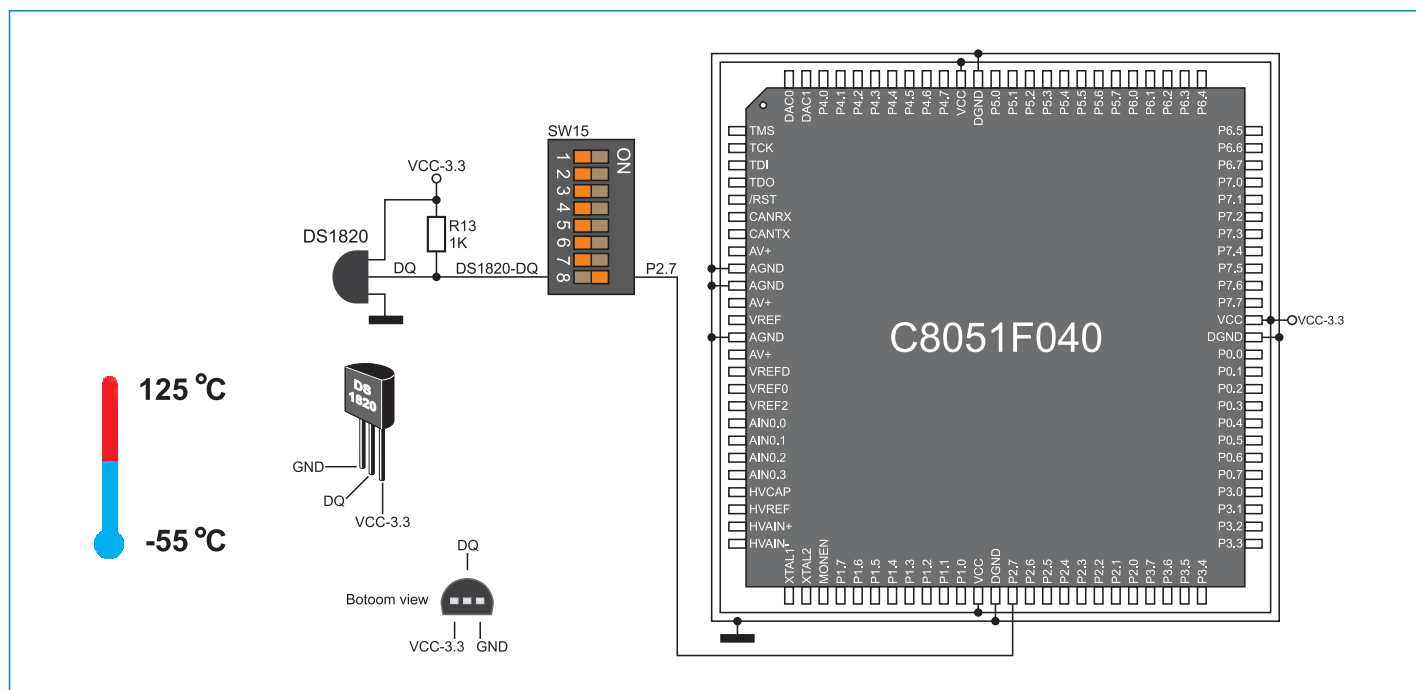 SW15
ON
1
2
3
4
5
6
7
8
VCC-3.3
R13
1K
DS1820
DQ
DS1820-DQ
P2.7
125 °C
-55 °C
DS
1820
GND
DQ
VCC-3.3
DQ
Botoom view
VCC-3.3 GND
C8051F040
DAC0
DAC1
P4.0
P4.1
P4.2
P4.3
P4.4
P4.5
P4.6
P4.7
VCC
DGND
P5.0
P5.1
P5.2
P5.3
P5.4
P5.5
P5.6
P5.7
P6.0
P6.1
P6.2
P6.3
P6.4
TMS
TCK
TDI
TDO
/RST
CANRX
CANTX
AV+
AGND
AGND
AV+
VREF
AGND
AV+
VREFD
VREF0
VREF2
AIN0.0
AIN0.1
AIN0.2
AIN0.3
HVCAP
HVREF
HVAIN+
HVAIN-
P6.5
P6.6
P6.7
P7.0
P7.1
P7.2
P7.3
P7.4
P7.5
P7.6
P7.7
VCC
VCC-3.3
DGND
P0.0
P0.1
P0.2
P0.3
P0.4
P0.5
P0.6
P0.7
P3.0
P3.1
P3.2
P3.3
XTAL1
XTAL2
MONEN
P1.7
P1.6
P1.5
P1.4
P1.3
P1.2
P1.1
P1.0
VCC
DGND
P2.7
P2.6
P2.5
P2.4
P2.3
P2.2
P2.1
P2.0
P3.7
P3.6
P3.5
P3.4